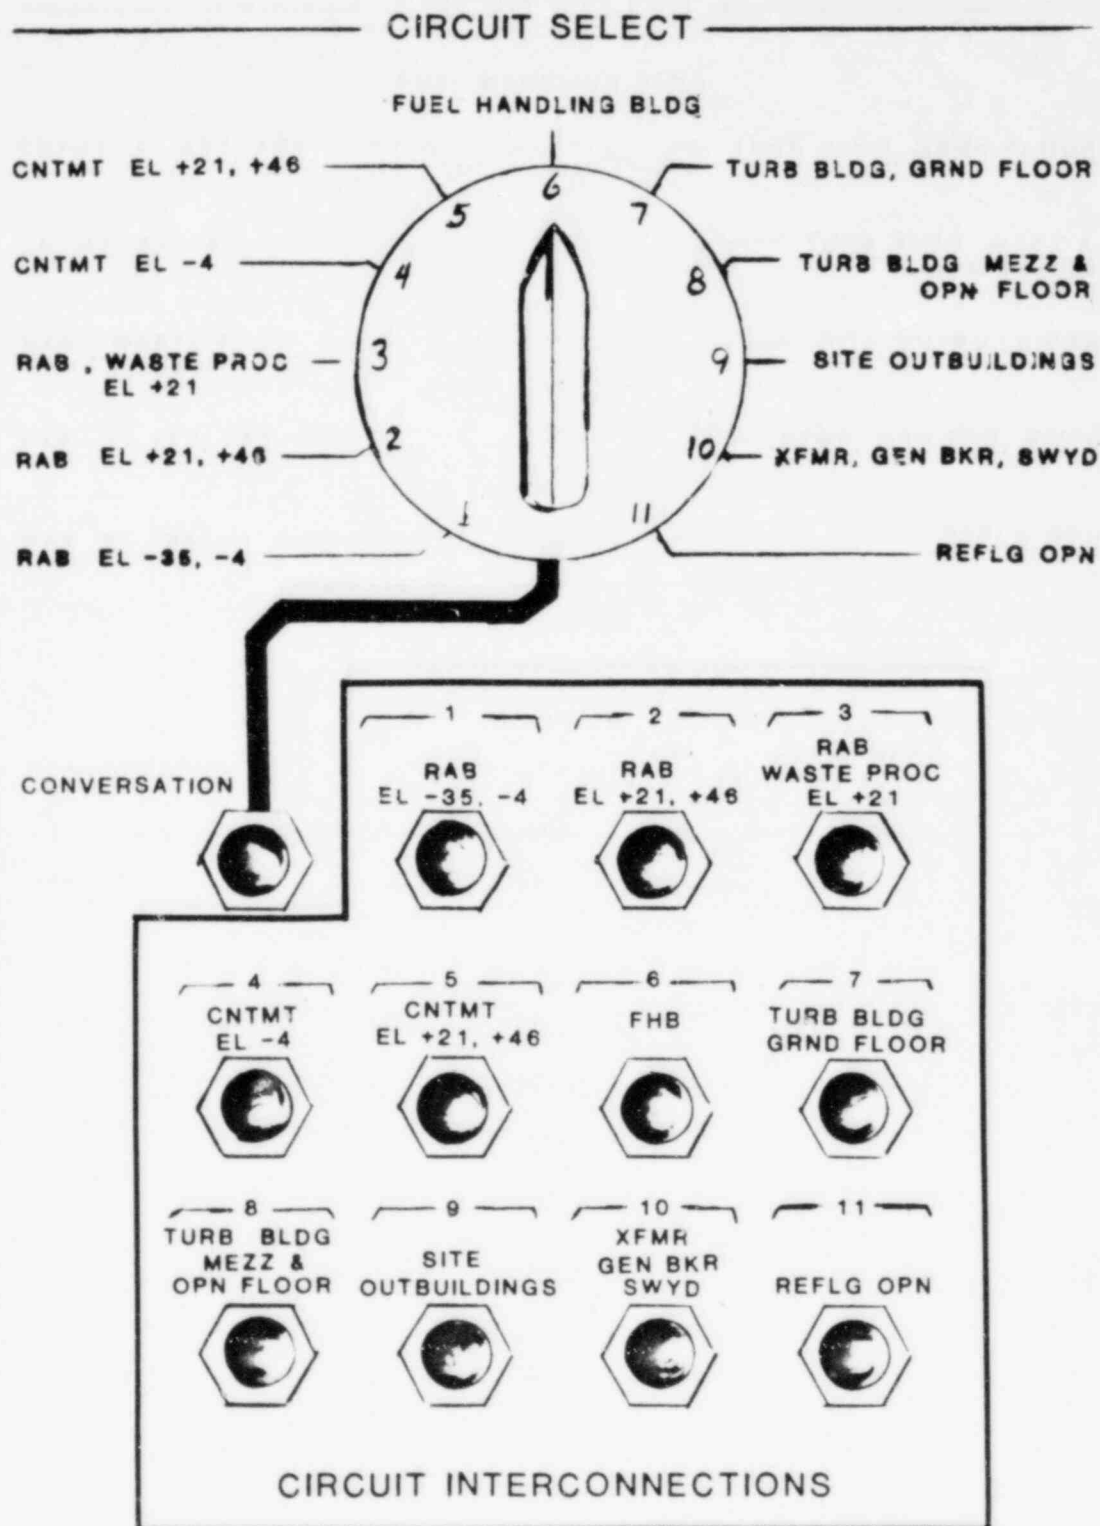 CIRCUIT SELECT
FUEL HANDLING BLDG
CNTMT EL +21, +46
TURB BLDG, GRND FLOOR
CNTMT EL -4
TURB BLDG MEZZ &
OPN FLOOR
RAB , WASTE PROC
EL +21
SITE OUTBUILDINGS
RAB EL +21, +46
XFMR, GEN BKR, SWYD
RAB EL -35, -4
REFLG OPN
1
2
3
4
5
6
7
8
9
10
11
CONVERSATION
1
RAB
EL -35, -4
2
RAB
EL +21, +46
3
RAB
WASTE PROC
EL +21
4
CNTMT
EL -4
5
CNTMT
EL +21, +46
6
FHB
7
TURB BLDG
GRND FLOOR
8
TURB BLDG
MEZZ &
OPN FLOOR
9
SITE
OUTBUILDINGS
10
XFMR
GEN BKR
SWYD
11
REFLG OPN
CIRCUIT INTERCONNECTIONS